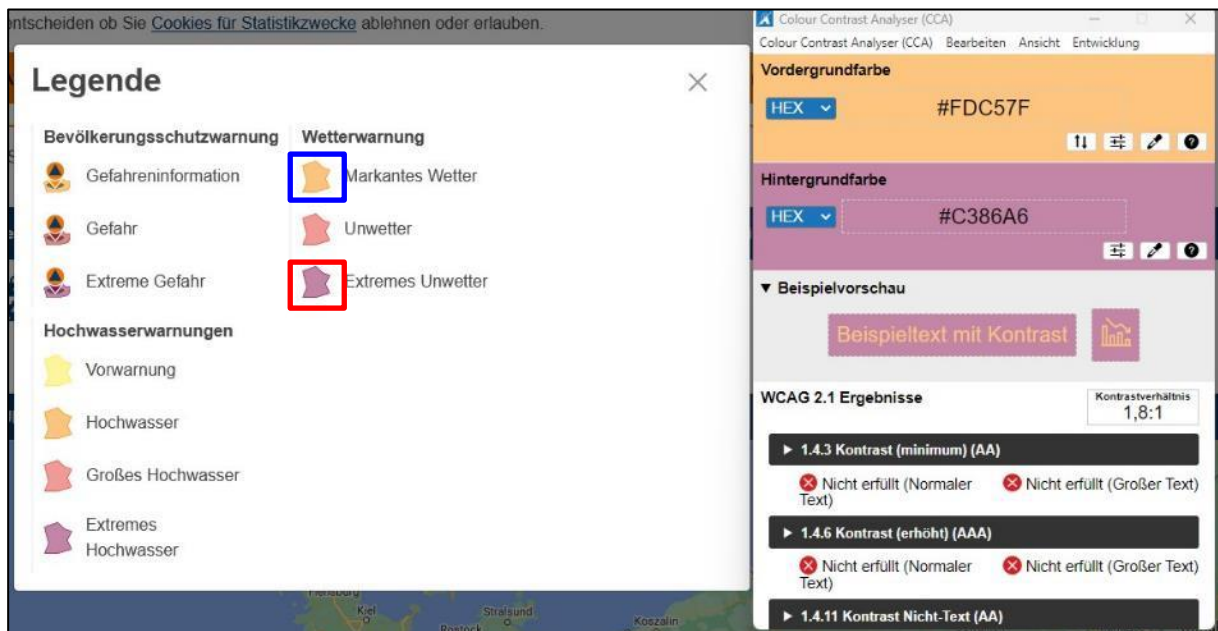 entscheiden ob Sie Cookies für Statistikzwecke ablehnen oder erlauben.
Legende
Bevölkerungsschutzwarnung
Gefahreninformation
Gefahr
Extreme Gefahr
Wetterwarnung
Markantes Wetter
Unwetter
Extremes Unwetter
Hochwasserwarnungen
Vorwarnung
Hochwasser
Großes Hochwasser
Extremes
Hochwasser
Kiel
Stralsund
Rostock
Koszalin
Colour Contrast Analyser (CCA)
Colour Contrast Analyser (CCA) Bearbeiten Ansicht Entwicklung
Vordergrundfarbe
HEX #FDC57F
Hintergrundfarbe
HEX #C386A6
▼ Beispielvorschau
Beispieltext mit Kontrast
WCAG 2.1 Ergebnisse
Kontrastverhältnis
1,8:1
► 1.4.3 Kontrast (minimum) (AA)
Nicht erfüllt (Normaler Text)
Nicht erfüllt (Großer Text)
► 1.4.6 Kontrast (erhöht) (AAA)
Nicht erfüllt (Normaler Text)
Nicht erfüllt (Großer Text)
► 1.4.11 Kontrast Nicht-Text (AA)